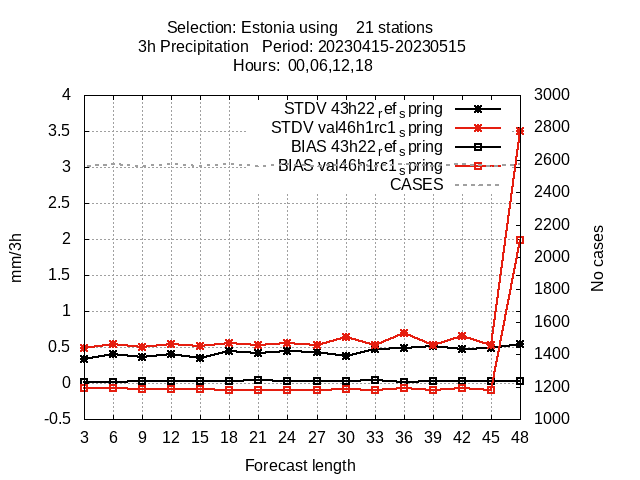 Selection: Estonia using    21 stations
3h Precipitation   Period: 20230415-20230515
Hours:  00,06,12,18
STDV 43h22_ref_spring
STDV val46h1rc1_spring
BIAS 43h22_ref_spring
BIAS val46h1rc1_spring
CASES
4
3.5
3
2.5
2
1.5
1
0.5
0
-0.5
mm/3h
3000
2800
2600
2400
2200
2000
1800
1600
1400
1200
1000
No cases
3 6 9 12 15 18 21 24 27 30 33 36 39 42 45 48
Forecast length